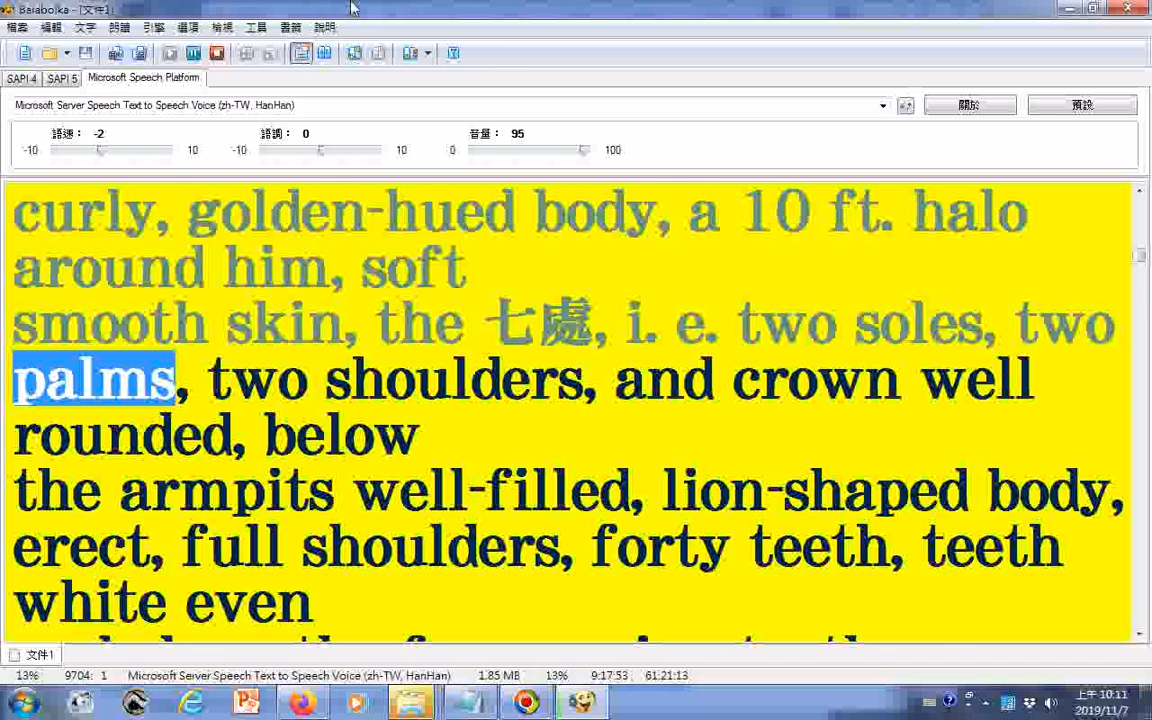 Balabolka - [文件1]
檔案 編輯 文字 朗讀 引擎 選項 檢視 工具 書籤 說明
SAPI 4 SAPI 5 Microsoft Speech Platform
Microsoft Server Speech Text to Speech Voice (zh-TW, HanHan) 關於 預設
語速： -2 語調： 0 音量： 95
-10 10 -10 10 0 100
curly, golden-hued body, a 10 ft. halo
around him, soft
smooth skin, the 七處, i. e. two soles, two
palms, two shoulders, and crown well
rounded, below
the armpits well-filled, lion-shaped body,
erect, full shoulders, forty teeth, teeth
white even
文件1
13% 9704: 1 Microsoft Server Speech Text to Speech Voice (zh-TW, HanHan) 1.85 MB 13% 9:17:53 61:21:13
上午 10:11
2019/11/7